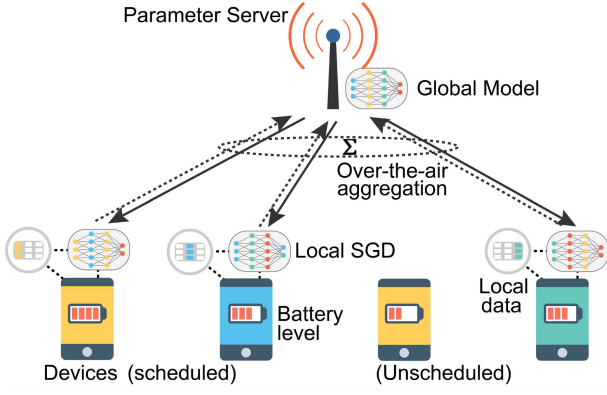 Parameter Server
Global Model
Σ
Over-the-air
aggregation
Local SGD
Local
data
Battery
level
Devices (scheduled)
(Unscheduled)